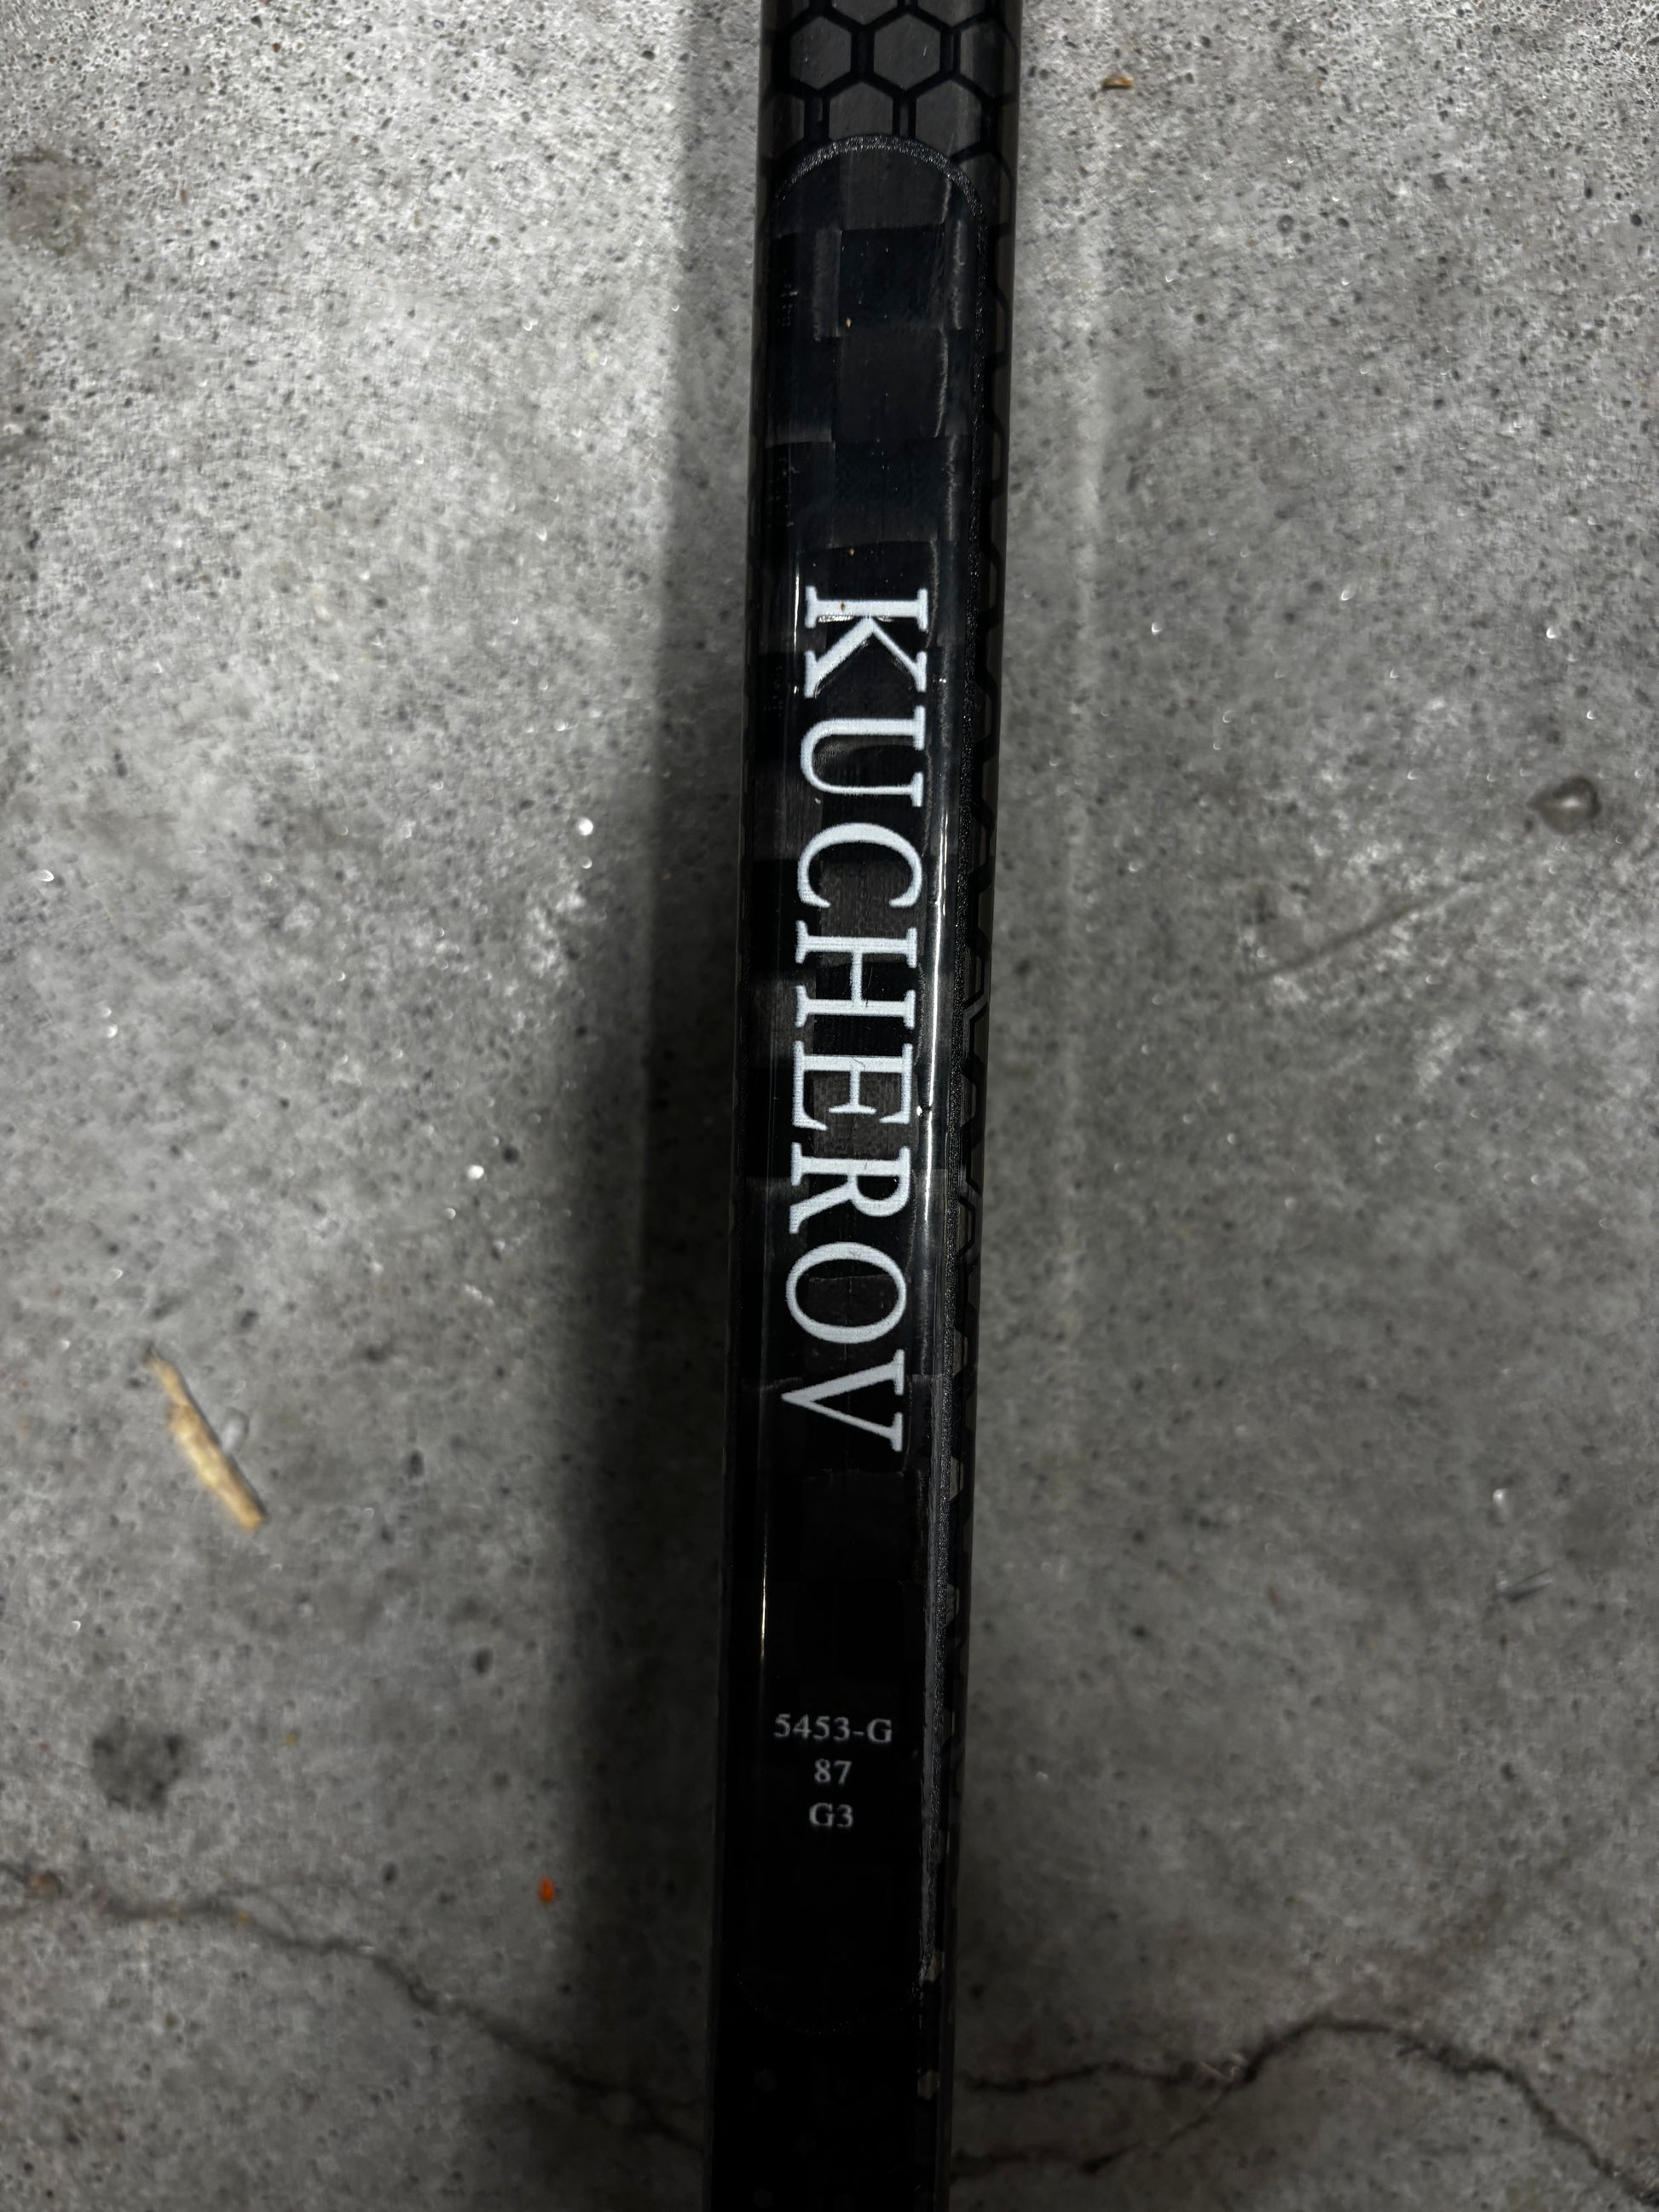 KUCHEROV
5453-G
87
G3